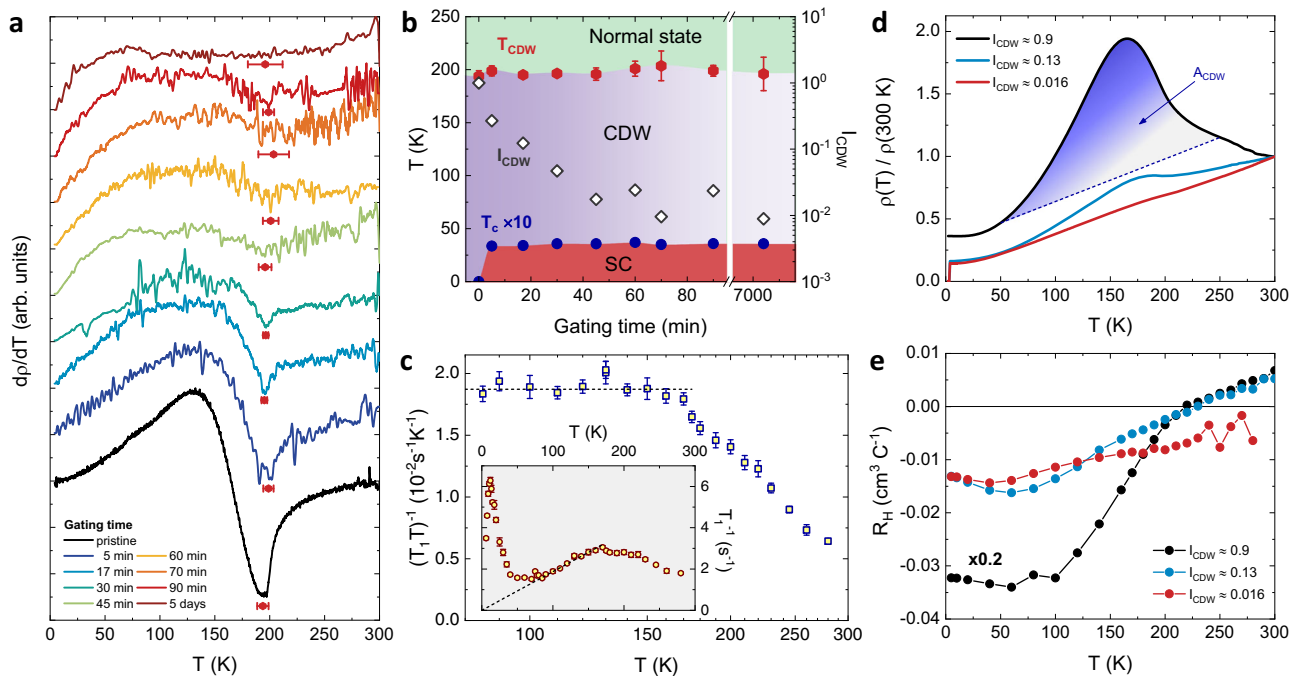 a
dρ/dT (arb. units)
Gating time
pristine
5 min
17 min
30 min
45 min
60 min
70 min
90 min
5 days
0 50 100 150 200 250 300
T (K)
b
T (K)
300
250
200
150
100
50
0
T_CDW
Normal state
CDW
I_CDW
T_c ×10
SC
10^1
10^0
10^-1
10^-2
10^-3
I_CDW
0 20 40 60 80 7000
Gating time (min)
c
(T_1T)^-1 (10^-2s^-1K^-1)
2.0
1.5
1.0
0.5
0.0
T (K)
0 100 200
6
4
2
0
T_1^-1 (s^-1)
100 200 300
T (K)
d
ρ(T) / ρ(300 K)
2.0
1.5
1.0
0.5
0.0
I_CDW ≈ 0.9
I_CDW ≈ 0.13
I_CDW ≈ 0.016
A_CDW
0 50 100 150 200 250 300
T (K)
e
R_H (cm^3 C^-1)
0.01
0.00
-0.01
-0.02
-0.03
-0.04
x0.2
I_CDW ≈ 0.9
I_CDW ≈ 0.13
I_CDW ≈ 0.016
0 50 100 150 200 250 300
T (K)